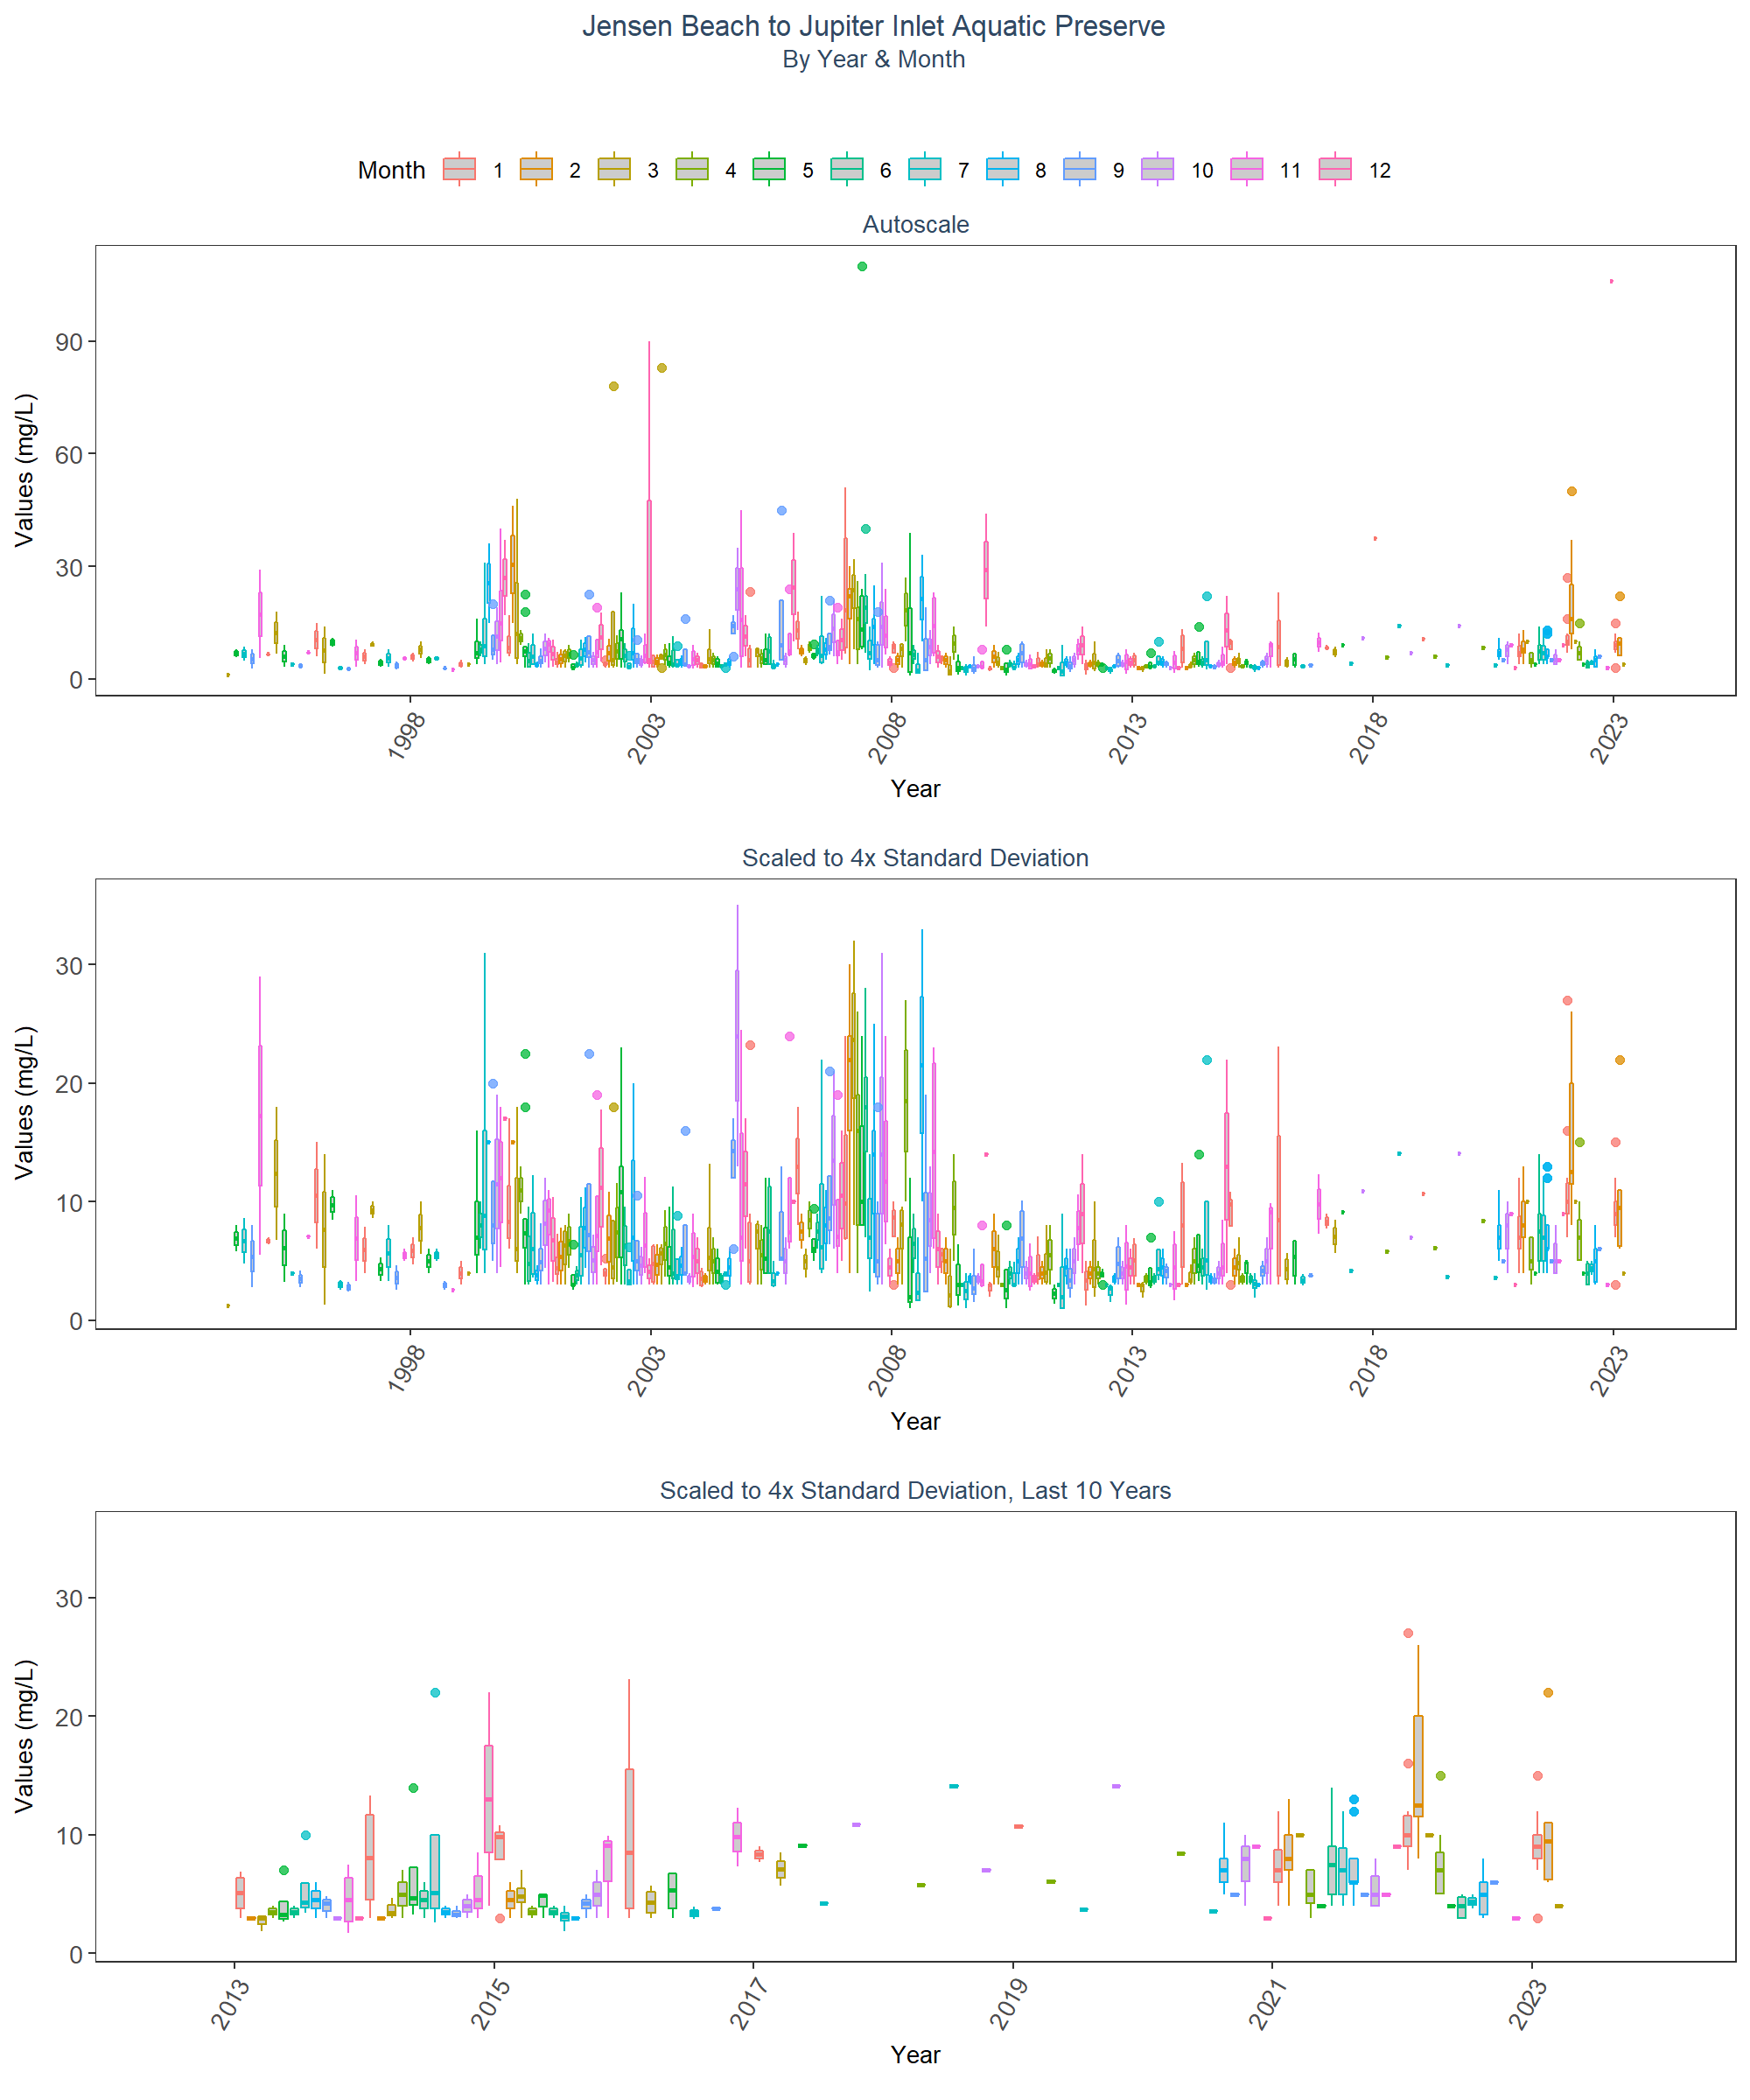 Jensen Beach to Jupiter Inlet Aquatic Preserve
By Year & Month
Month 1 2 3 4 5 6 7 8 9 10 11 12
Autoscale
Values (mg/L)
90
60
30
0
1998 2003 2008 2013 2018 2023
Year
Scaled to 4x Standard Deviation
Values (mg/L)
30
20
10
0
1998 2003 2008 2013 2018 2023
Year
Scaled to 4x Standard Deviation, Last 10 Years
Values (mg/L)
30
20
10
0
2013 2015 2017 2019 2021 2023
Year